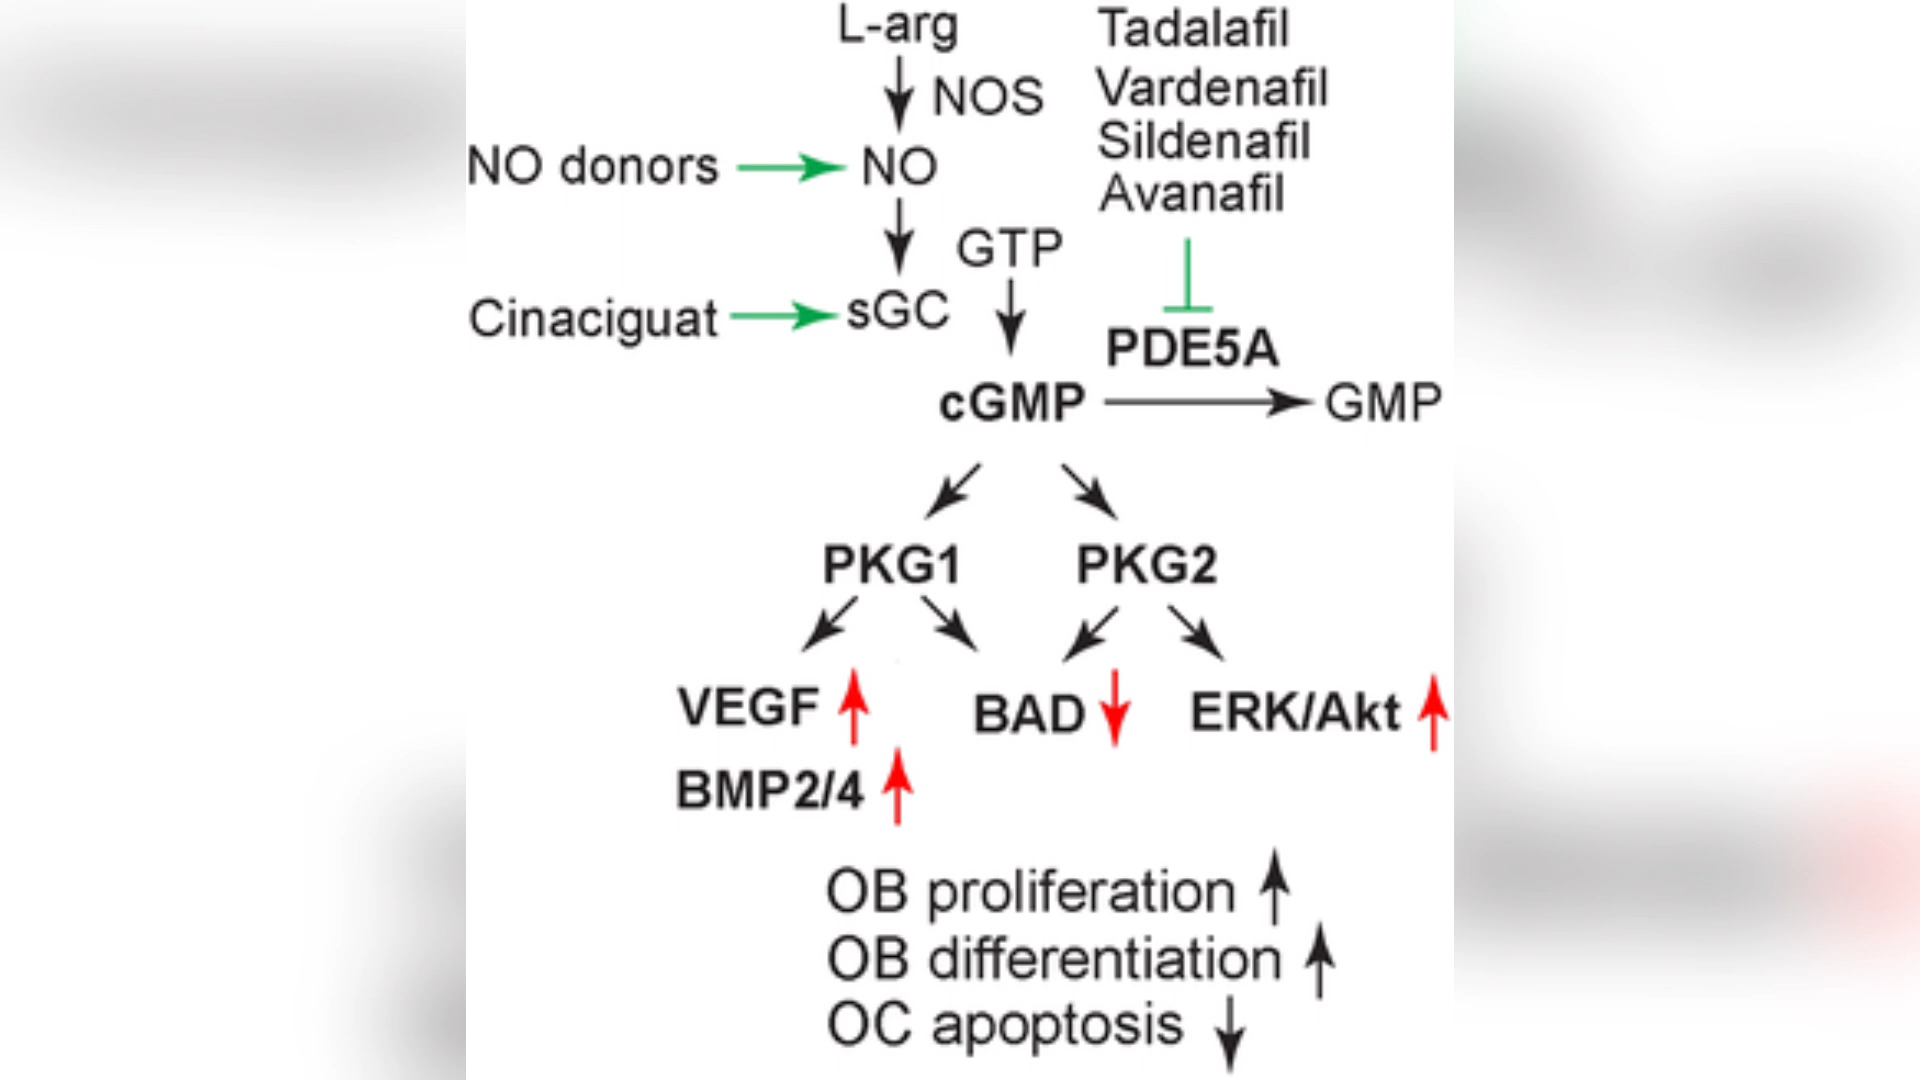 L-arg
NOS
NO donors
NO
Tadalafil
Vardenafil
Sildenafil
Avanafil
GTP
Cinaciguat
sGC
PDE5A
cGMP
GMP
PKG1
PKG2
VEGF
BAD
ERK/Akt
BMP2/4
OB proliferation
OB differentiation
OC apoptosis